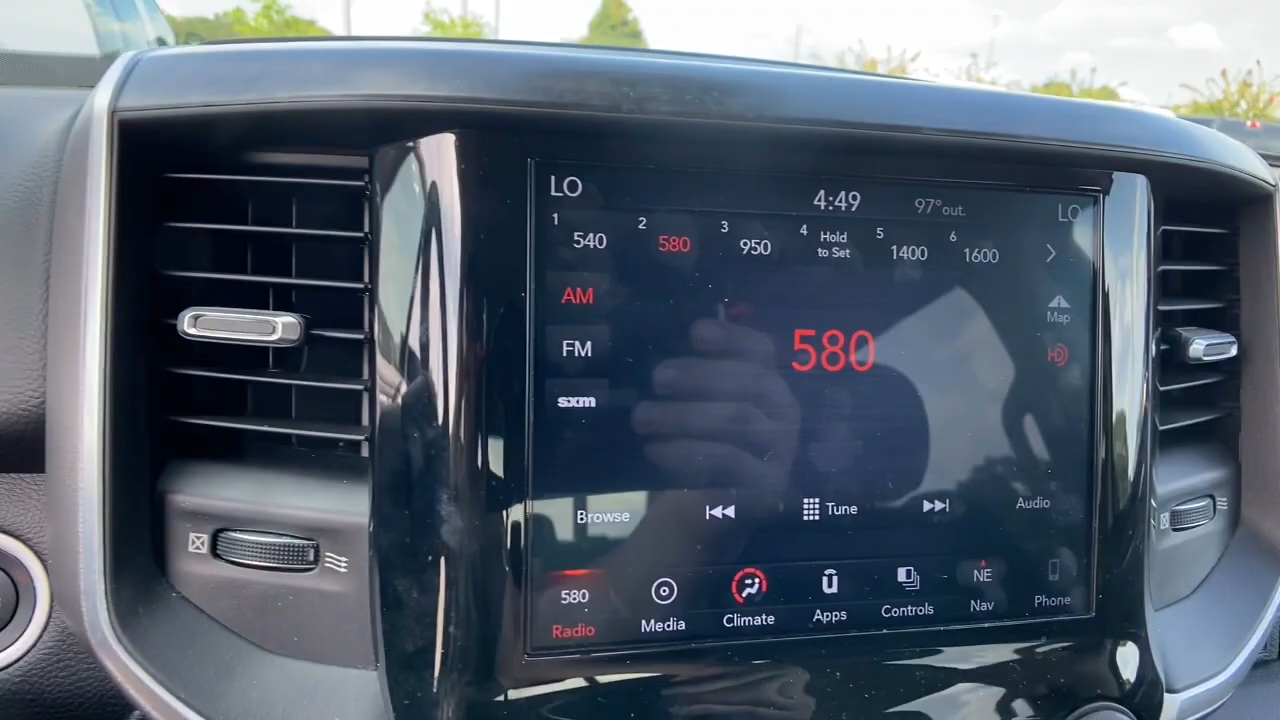 LO 4:49 97°out. LO
1 540 2 580 3 950 4 Hold to Set 5 1400 6 1600
AM
580
Map
FM
HD
sxm
Browse Tune Audio
580 NE
Radio Media Climate Apps Controls Nav Phone